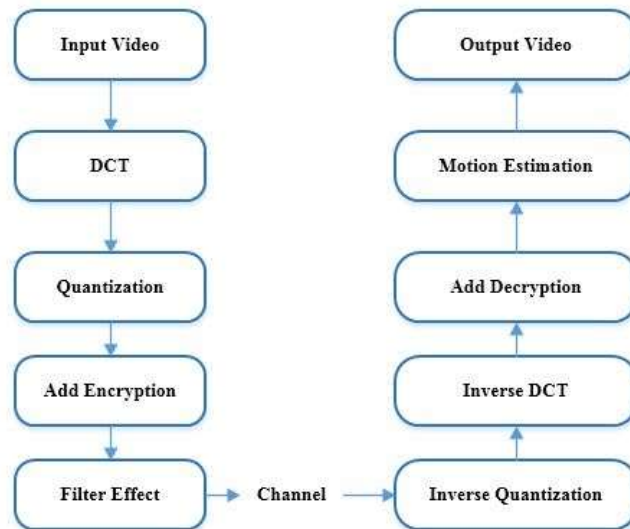 Input Video
DCT
Quantization
Add Encryption
Filter Effect
Channel
Inverse Quantization
Inverse DCT
Add Decryption
Motion Estimation
Output Video